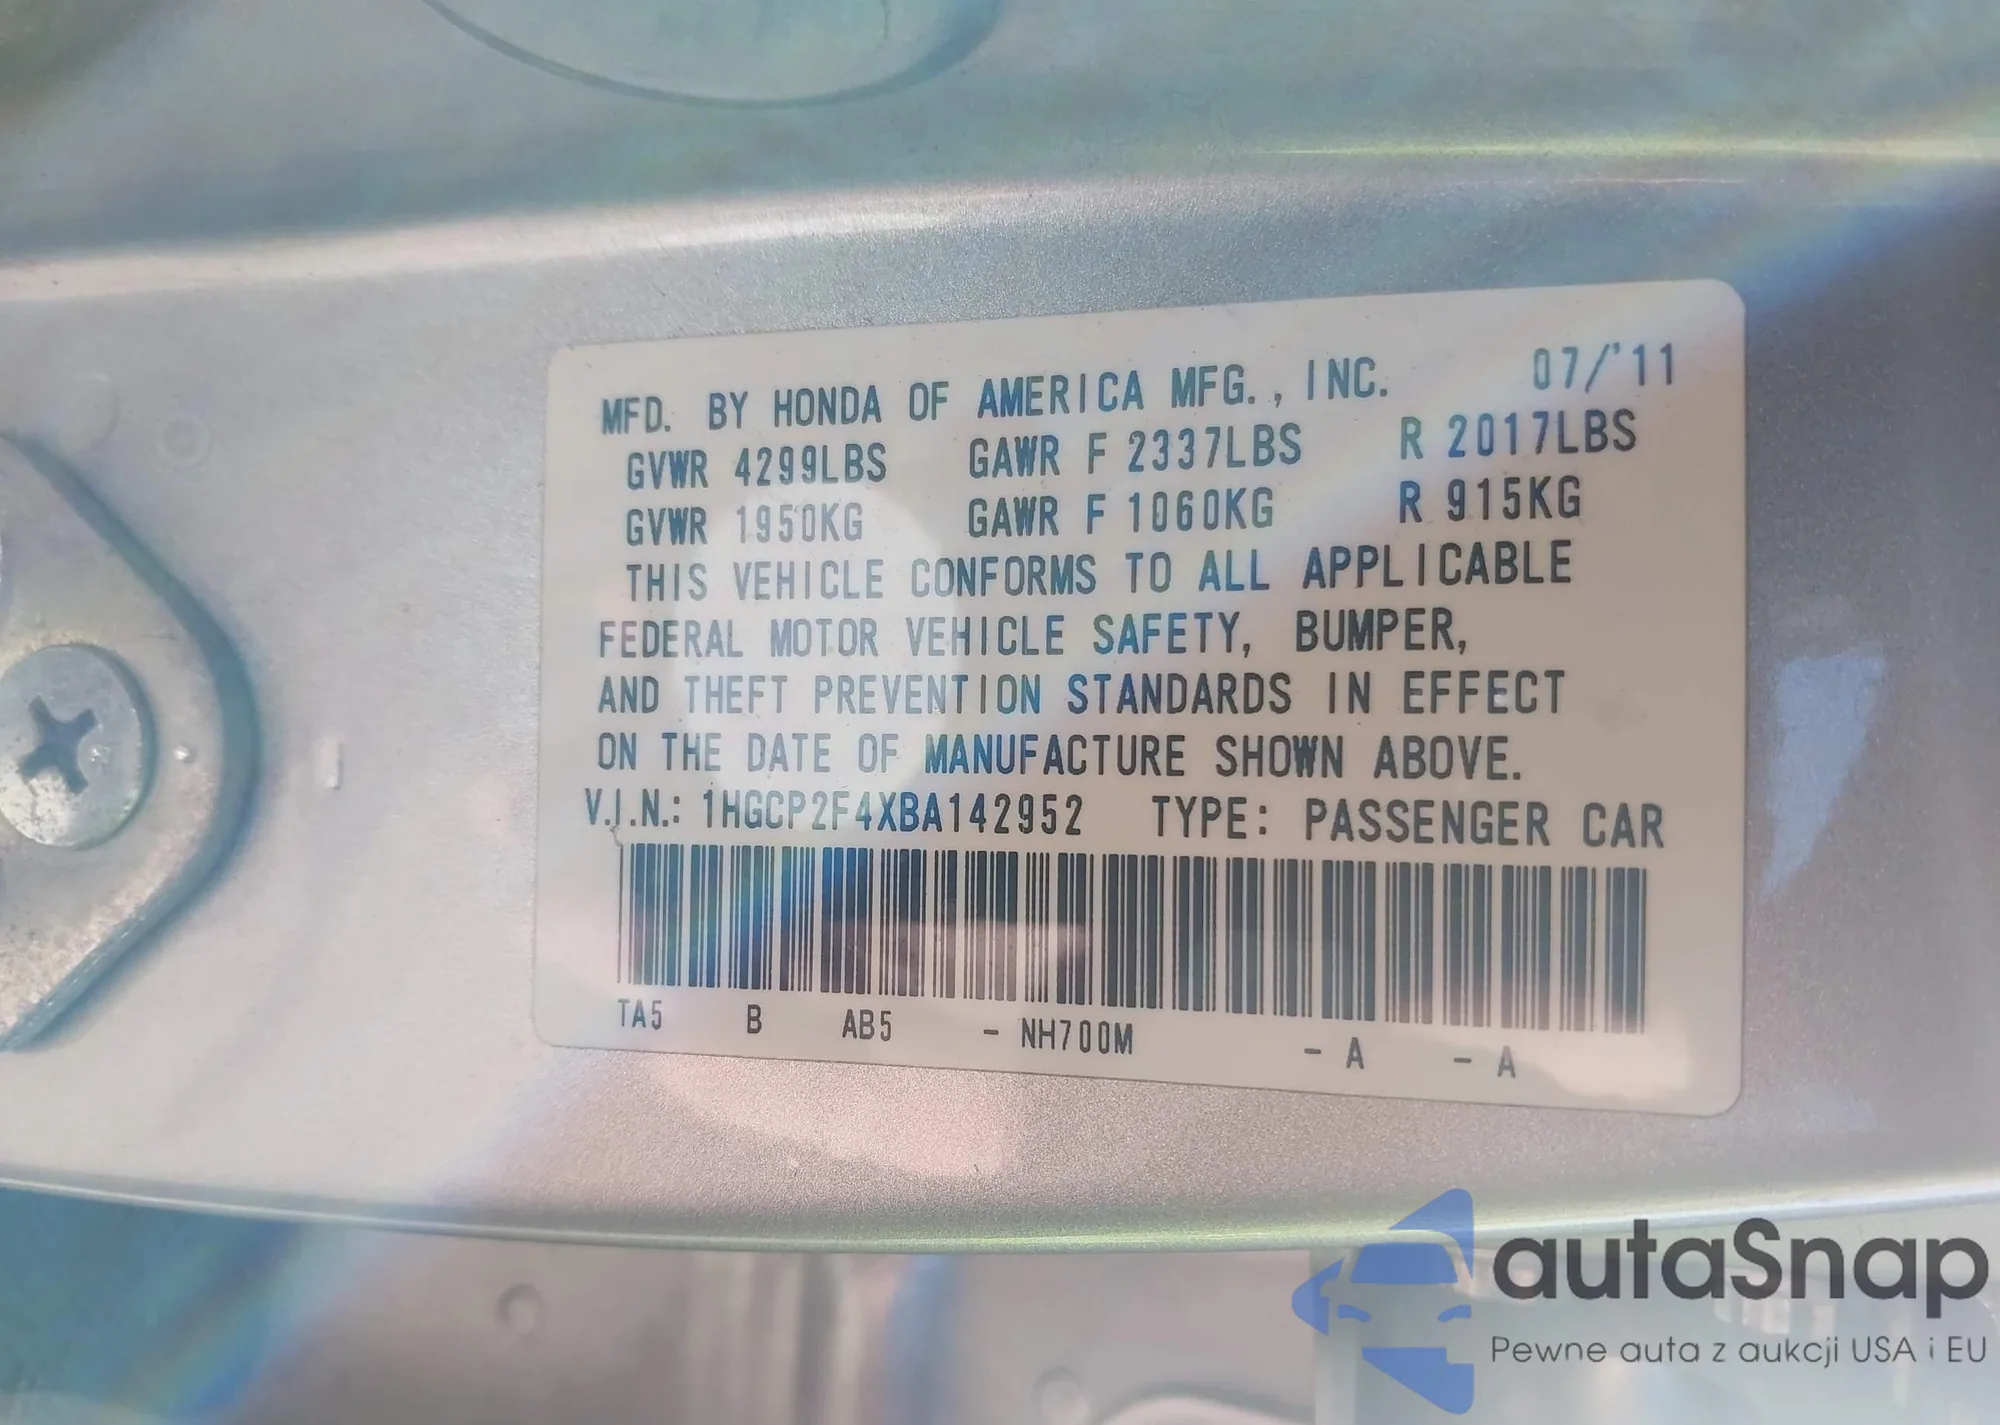 MFD. BY HONDA OF AMERICA MFG., INC. 07/'11
GVWR 4299LBS GAWR F 2337LBS R 2017LBS
GVWR 1950KG GAWR F 1060KG R 915KG
THIS VEHICLE CONFORMS TO ALL APPLICABLE
FEDERAL MOTOR VEHICLE SAFETY, BUMPER,
AND THEFT PREVENTION STANDARDS IN EFFECT
ON THE DATE OF MANUFACTURE SHOWN ABOVE.
V.I.N.: 1HGCP2F4XBA142952 TYPE: PASSENGER CAR
TA5 B AB5 - NH700M - A - A
autaSnap
Pewne auta z aukcji USA i EU